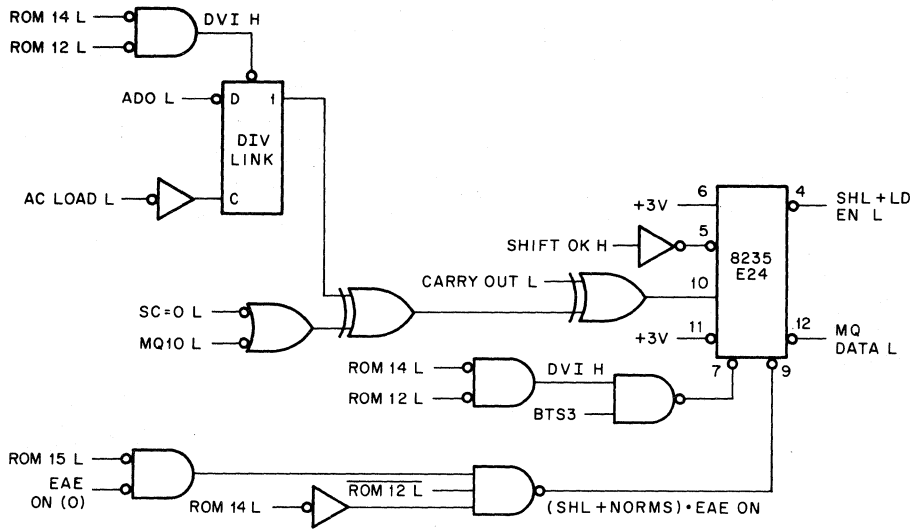 ROM 14 L
DVI H
ROM 12 L
ADO L
D
1
DIV
LINK
AC LOAD L
C
6
4
+3V
SHL + LD
EN L
5
SHIFT OK H
8235
E24
CARRY OUT L
10
SC=0 L
MQ10 L
11
12
+3V
MQ
DATA L
ROM 14 L
DVI H
7
9
ROM 12 L
BTS3
ROM 15 L
EAE
ON (0)
ROM 12 L
ROM 14 L
(SHL + NORMS) • EAE ON